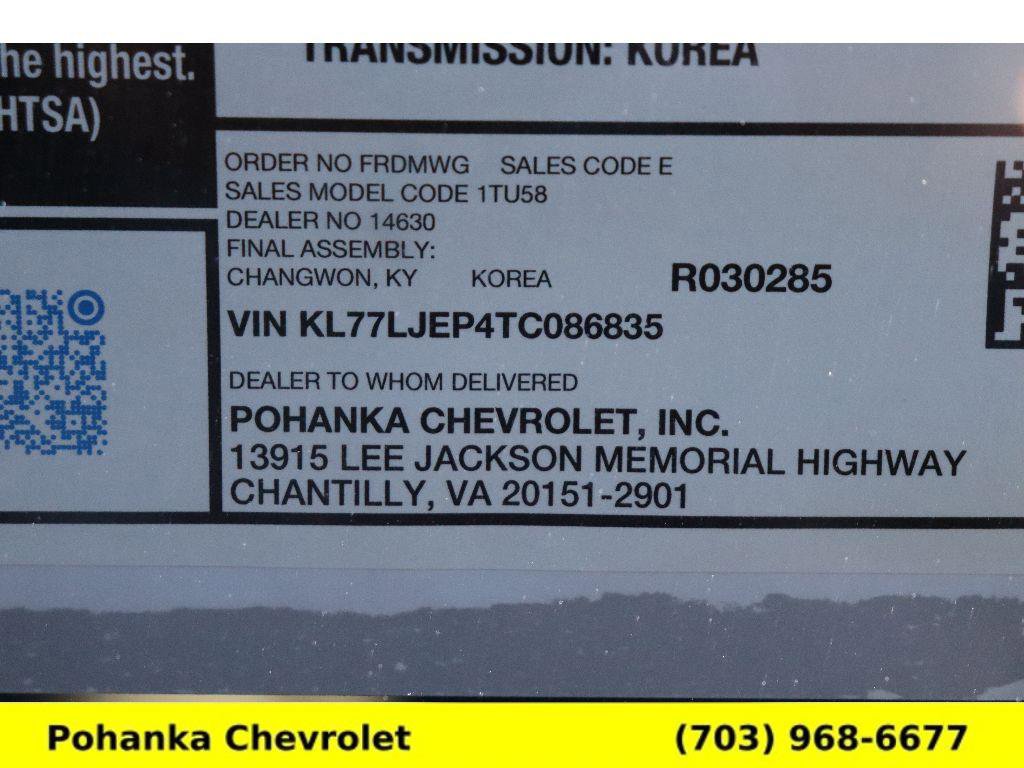 he highest.
HTSA)
TRANSMISSION: KOREA
ORDER NO FRDMWG SALES CODE E
SALES MODEL CODE 1TU58
DEALER NO 14630
FINAL ASSEMBLY:
CHANGWON, KY KOREA
R030285
VIN KL77LJEP4TC086835
DEALER TO WHOM DELIVERED
POHANKA CHEVROLET, INC.
13915 LEE JACKSON MEMORIAL HIGHWAY
CHANTILLY, VA 20151-2901
Pohanka Chevrolet (703) 968-6677